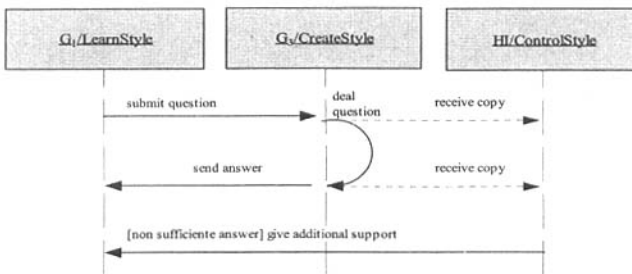 G1/LearnStyle
G3/CreateStyle
HI/ControlStyle
submit question
deal
question
receive copy
send answer
receive copy
[non sufficiente answer] give additional support